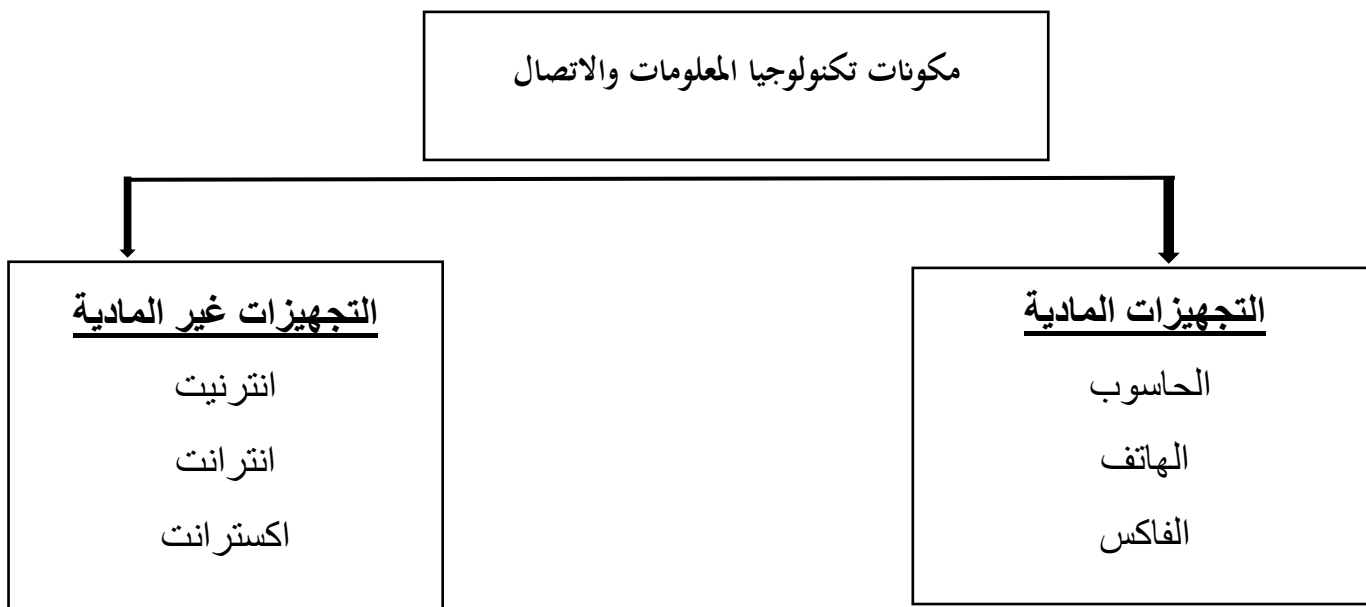 مكونات تكنولوجيا المعلومات والاتصال
التجهيزات المادية
الحاسوب
الهاتف
الفاكس
التجهيزات غير المادية
انترنيت
انترانت
اكسترانت